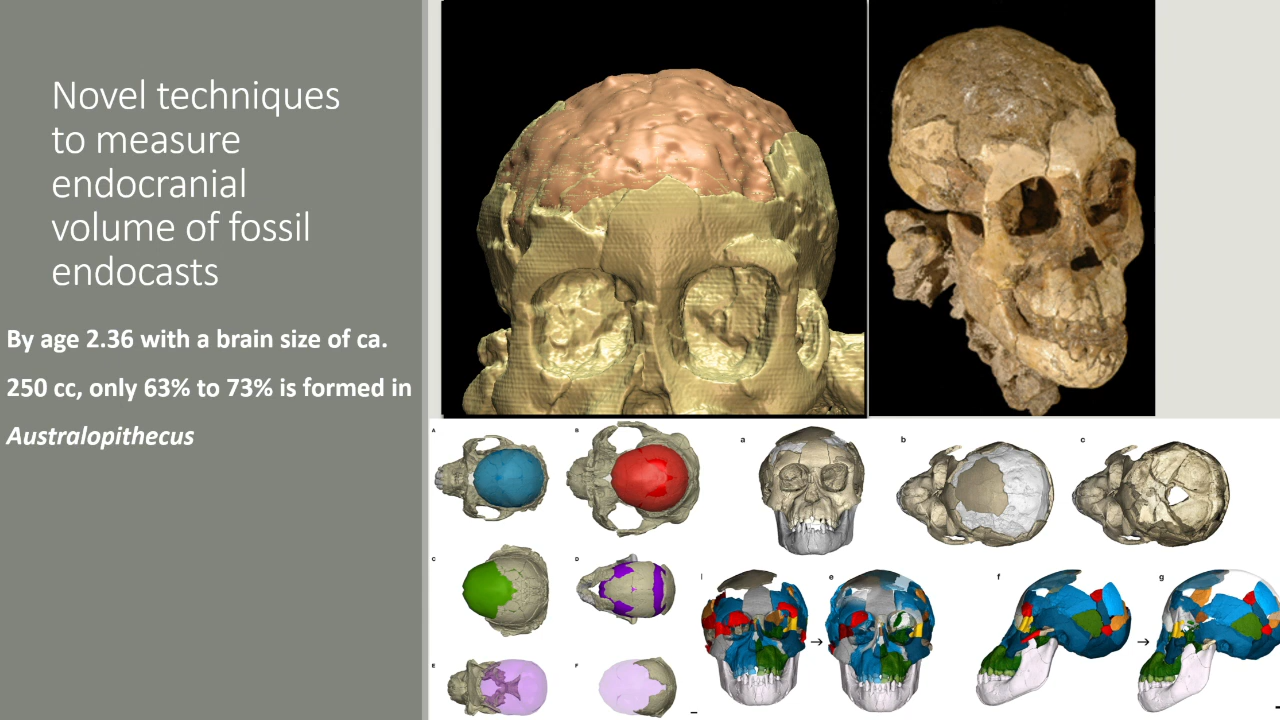 Novel techniques
to measure
endocranial
volume of fossil
endocasts
By age 2.36 with a brain size of ca.
250 cc, only 63% to 73% is formed in
Australopithecus
A
B
a
b
c
C
D
e
f
g
E
F